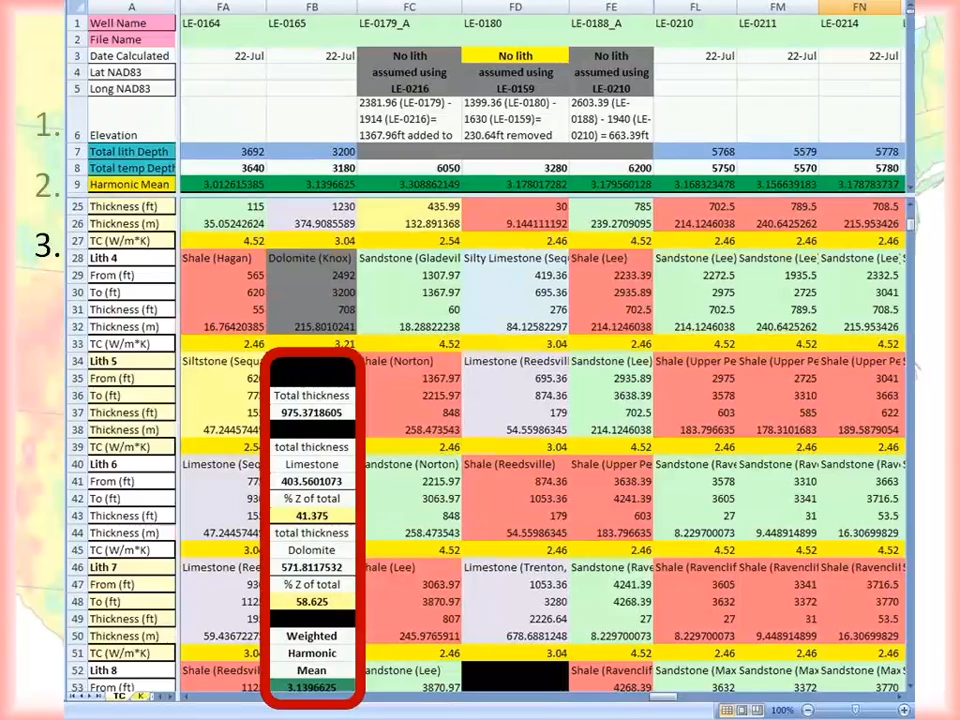 A FA FB FC FD FE FL FM FN
1 Well Name LE-0164 LE-0165 LE-0179_A LE-0180 LE-0188_A LE-0210 LE-0211 LE-0214
2 File Name
3 Date Calculated 22-Jul 22-Jul No lith No lith No lith 22-Jul 22-Jul 22-Jul
4 Lat NAD83 assumed using assumed using assumed using
5 Long NAD83 LE-0216 LE-0159 LE-0210
2381.96 (LE-0179) - 1399.36 (LE-0180) - 2603.39 (LE-
1914 (LE-0216)= 1630 (LE-0159)= 0188) - 1940 (LE-
6 Elevation 1367.96ft added to 230.64ft removed 0210) = 663.39ft
7 Total lith Depth 3692 3200 5768 5579 5778
8 Total temp Depth 3640 3180 6050 3280 6200 5750 5570 5780
9 Harmonic Mean 3.012615385 3.1396625 3.308862149 3.178017282 3.179560128 3.168323478 3.156639183 3.178783737
25 Thickness (ft) 115 1230 435.99 30 785 702.5 789.5 708.5
26 Thickness (m) 35.05242624 374.9085589 132.891368 9.144111192 239.2709095 214.1246038 240.6425262 215.953426
27 TC (W/m*K) 4.52 3.04 2.54 2.46 4.52 2.46 2.46 2.46
28 Lith 4 Shale (Hagan) Dolomite (Knox) Sandstone (Gladevil Silty Limestone (Seq Shale (Lee) Sandstone (Lee) Sandstone (Lee) Sandstone (Lee)
29 From (ft) 565 2492 1307.97 419.36 2233.39 2272.5 1935.5 2332.5
30 To (ft) 620 3200 1367.97 695.36 2935.89 2975 2725 3041
31 Thickness (ft) 55 708 60 276 702.5 702.5 789.5 708.5
32 Thickness (m) 16.76420385 215.8010241 18.28822238 84.12582297 214.1246038 214.1246038 240.6425262 215.953426
33 TC (W/m*K) 2.46 3.21 4.52 2.46 2.46 4.52 4.52 4.52
34 Lith 5 Siltstone (Sequa hale (Norton) Limestone (Reedsvil Sandstone (Lee) Shale (Upper Pe Shale (Upper Pe Shale (Upper Pe
35 From (ft) 620 1367.97 695.36 2935.89 2975 2725 3041
36 To (ft) 77 Total thickness 2215.97 874.36 3638.39 3578 3310 3663
37 Thickness (ft) 15 975.3718605 848 179 702.5 603 585 622
38 Thickness (m) 47.2445744 258.473543 54.55986345 214.1246038 183.796635 178.3101683 189.5879054
39 TC (W/m*K) 2.54 total thickness 2.46 3.04 4.52 2.46 2.46 2.46
40 Lith 6 Limestone (Seq Limestone andstone (Norton) Shale (Reedsville) Shale (Upper Pe Sandstone (Rave Sandstone (Rave Sandstone (Rave
41 From (ft) 77 403.5601073 2215.97 874.36 3638.39 3578 3310 3663
42 To (ft) 93 % Z of total 3063.97 1053.36 4241.39 3605 3341 3716.5
43 Thickness (ft) 15 41.375 848 179 603 27 31 53.5
44 Thickness (m) 47.2445744 total thickness 258.473543 54.55986345 183.796635 8.229700073 9.448914899 16.30699829
45 TC (W/m*K) 3.04 Dolomite 4.52 2.46 2.46 4.52 4.52 4.52
46 Lith 7 Limestone (Ree 571.8117532 hale (Lee) Limestone (Trenton, Sandstone (Rave Shale (Ravenclif Shale (Ravenclif Shale (Ravenclif
47 From (ft) 93 % Z of total 3063.97 1053.36 4241.39 3605 3341 3716.5
48 To (ft) 112 58.625 3870.97 3280 4268.39 3632 3372 3770
49 Thickness (ft) 19 807 2226.64 27 27 31 53.5
50 Thickness (m) 59.4367227 Weighted 245.9765911 678.6881248 8.229700073 8.229700073 9.448914899 16.30699829
51 TC (W/m*K) 3.04 Harmonic 2.46 3.04 4.52 2.46 2.46 2.46
52 Lith 8 Shale (Reedsvil Mean Sandstone (Lee) Shale (Ravenclif Sandstone (Max Sandstone (Max Sandstone (Max
53 From (ft) 112 3.1396625 3870.97 4268.39 3632 3372 3770
TC K 100%
1.
2.
3.